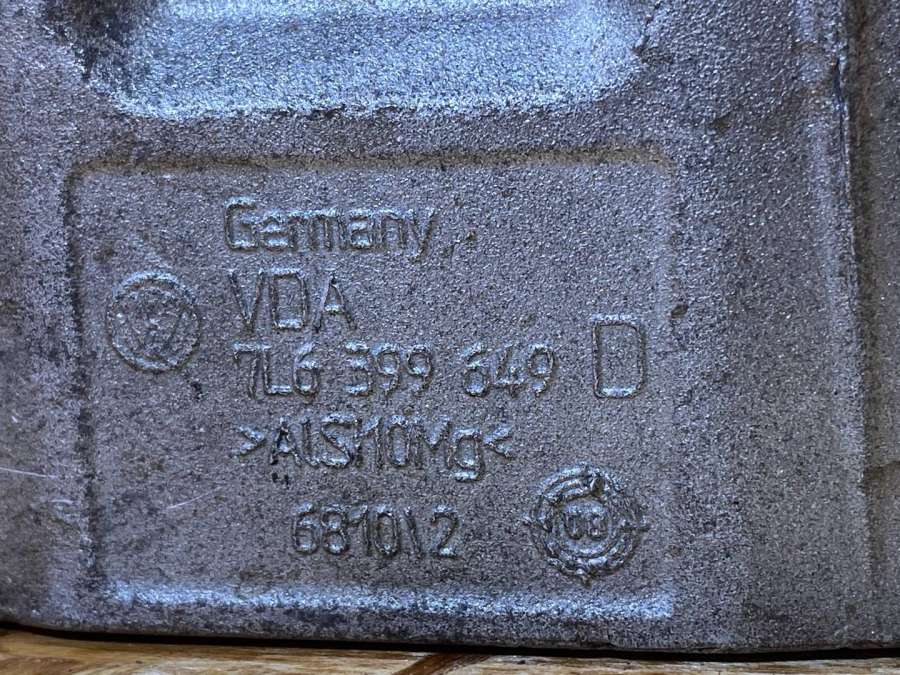 Germany
VDA
7L6 399 649 D
>AlSi10Mg<
6810\2
08